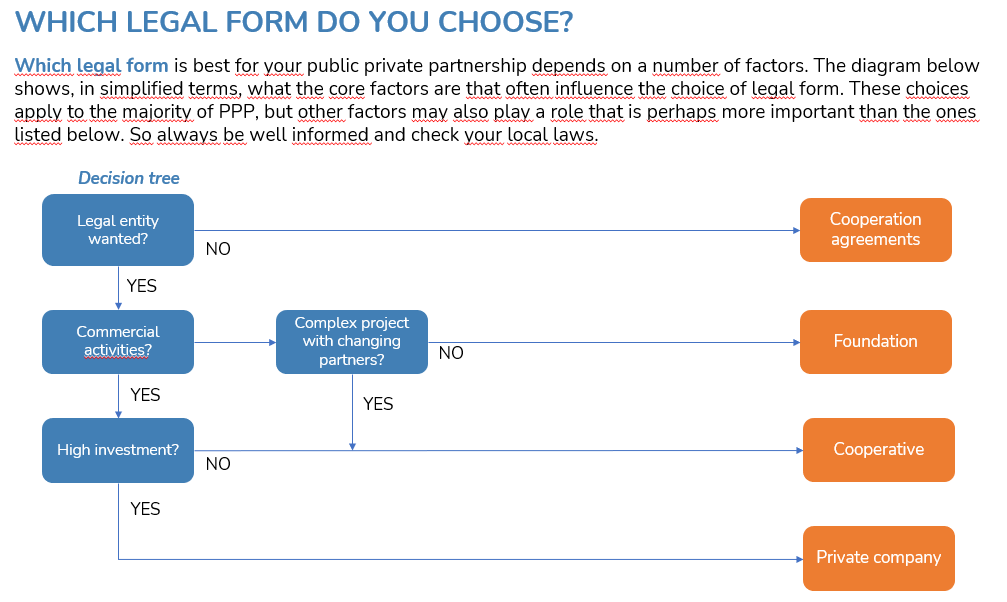 WHICH LEGAL FORM DO YOU CHOOSE?
Which legal form is best for your public private partnership depends on a number of factors. The diagram below
shows, in simplified terms, what the core factors are that often influence the choice of legal form. These choices
apply to the majority of PPP, but other factors may also play a role that is perhaps more important than the ones
listed below. So always be well informed and check your local laws.
Decision tree
Legal entity
wanted?
NO
Cooperation
agreements
YES
Commercial
activities?
Complex project
with changing
partners?
NO
Foundation
YES
YES
High investment?
NO
Cooperative
YES
Private company